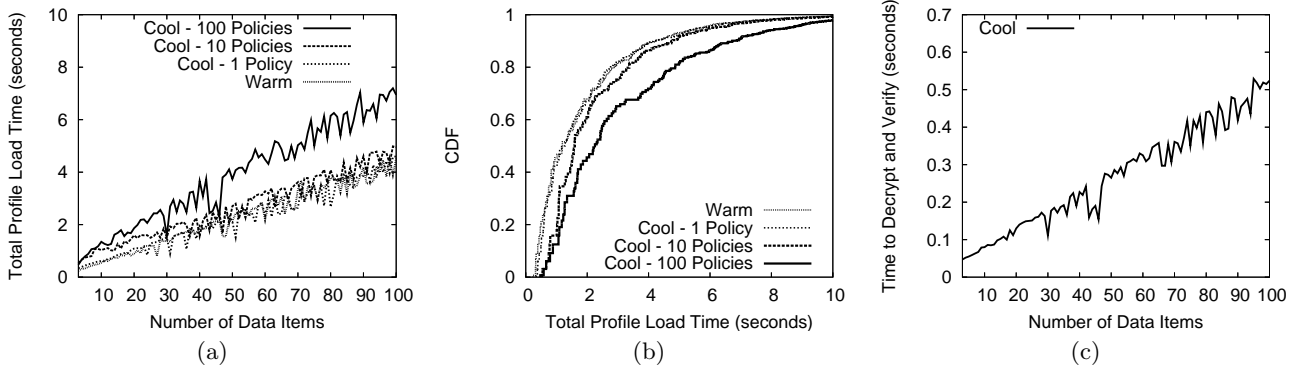 Total Profile Load Time (seconds)
10
8
6
4
2
0
Cool - 100 Policies
Cool - 10 Policies
Cool - 1 Policy
Warm
10 20 30 40 50 60 70 80 90 100
Number of Data Items
(a)
CDF
1
0.8
0.6
0.4
0.2
0
Warm
Cool - 1 Policy
Cool - 10 Policies
Cool - 100 Policies
0 2 4 6 8 10
Total Profile Load Time (seconds)
(b)
Time to Decrypt and Verify (seconds)
0.7
0.6
0.5
0.4
0.3
0.2
0.1
0
Cool
10 20 30 40 50 60 70 80 90 100
Number of Data Items
(c)